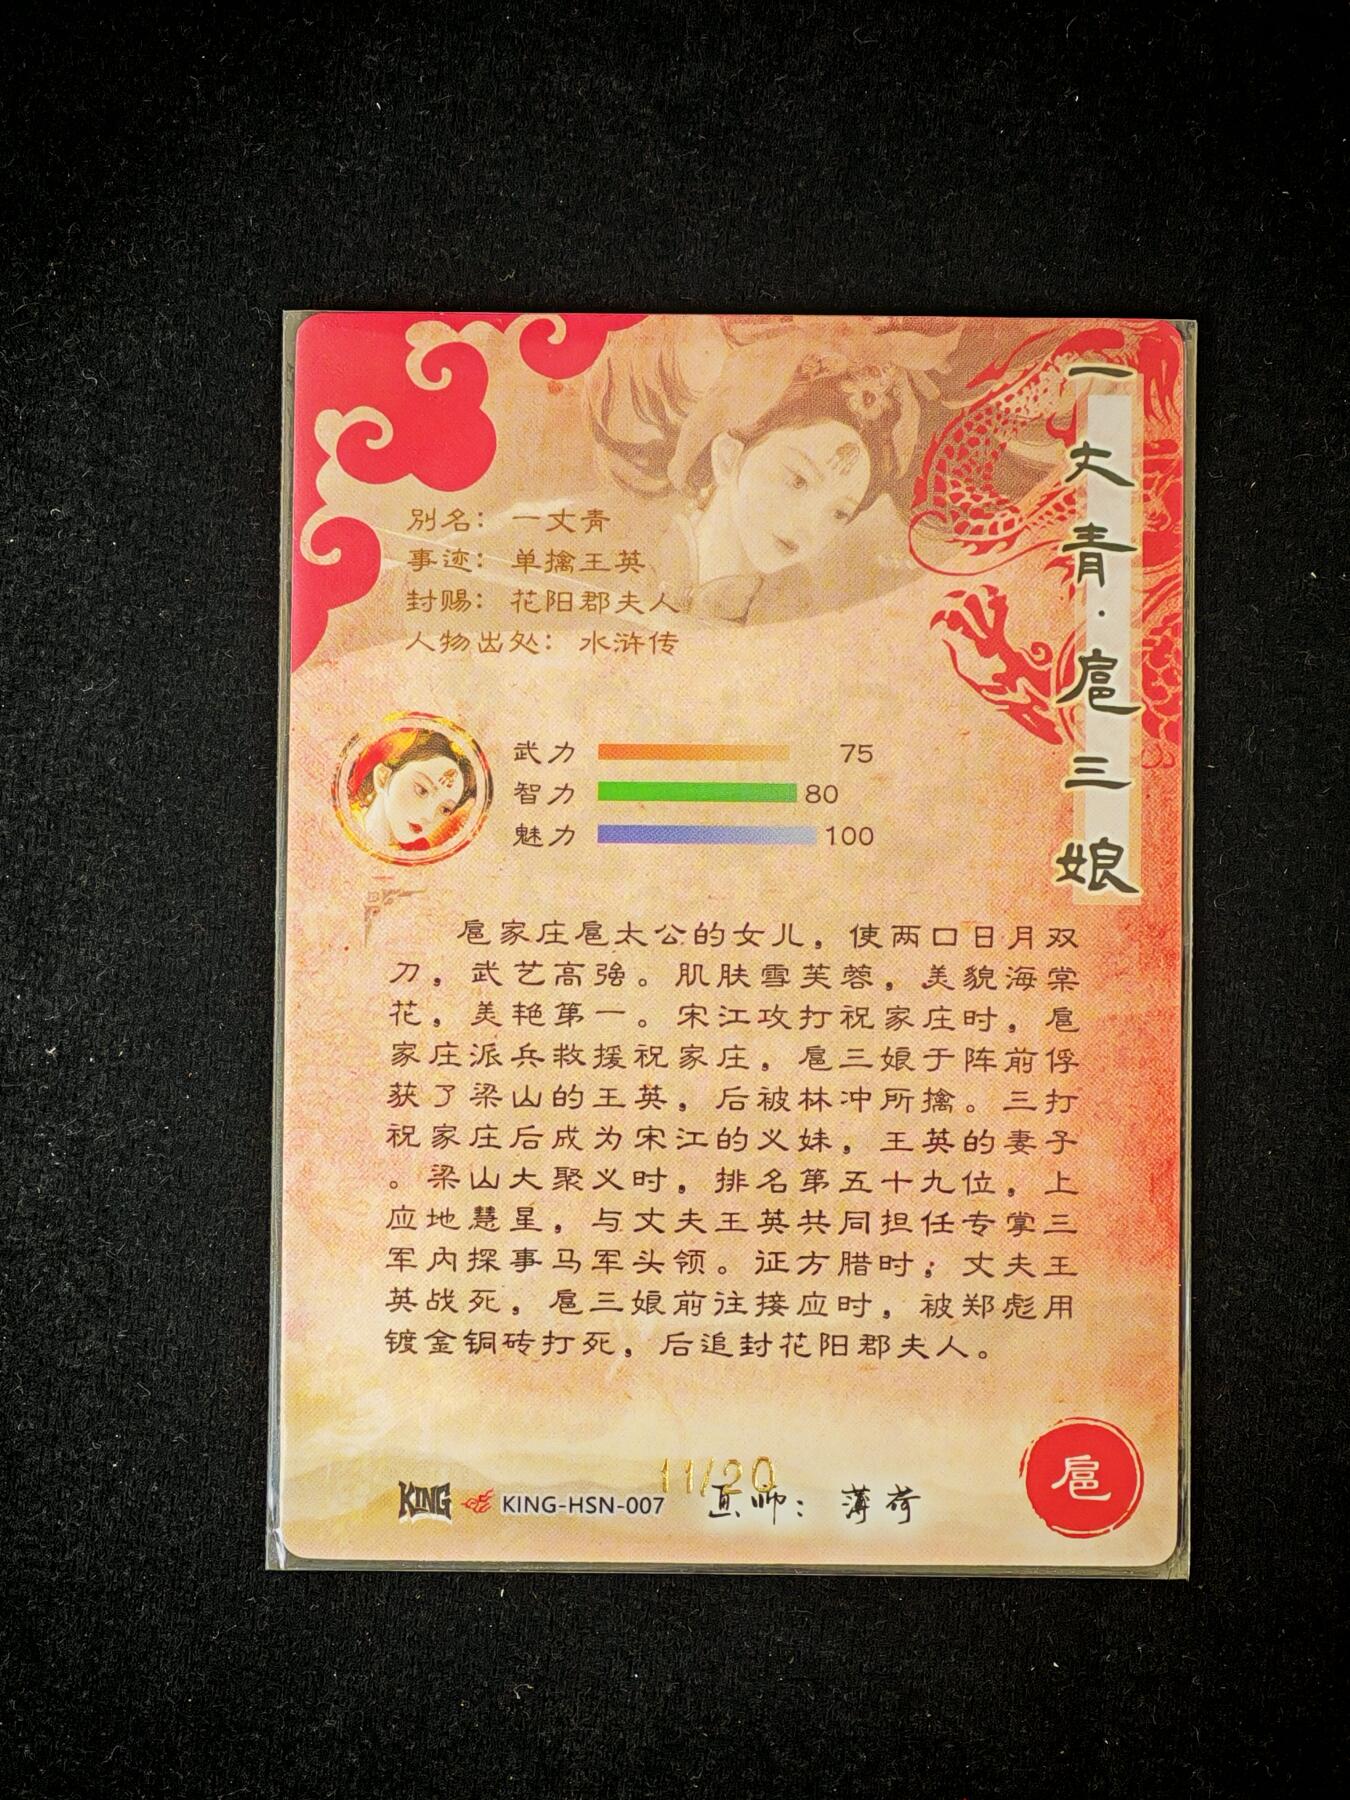 一丈青·扈三娘
别名：一丈青
事迹：单擒王英
封赐：花阳郡夫人
人物出处：水浒传
武力 75
智力 80
魅力 100
扈家庄扈太公的女儿，使两口日月双
刀，武艺高强。肌肤雪芙蓉，美貌海棠
花，美艳第一。宋江攻打祝家庄时，扈
家庄派兵救援祝家庄，扈三娘于阵前俘
获了梁山的王英，后被林冲所擒。三打
祝家庄后成为宋江的义妹，王英的妻子
。梁山大聚义时，排名第五十九位，上
应地慧星，与丈夫王英共同担任专掌三
军内探事马军头领。征方腊时，丈夫王
英战死，扈三娘前往接应时，被郑彪用
镀金铜砖打死，后追封花阳郡夫人。
11/20
KING KING-HSN-007 画师：薄荷
扈